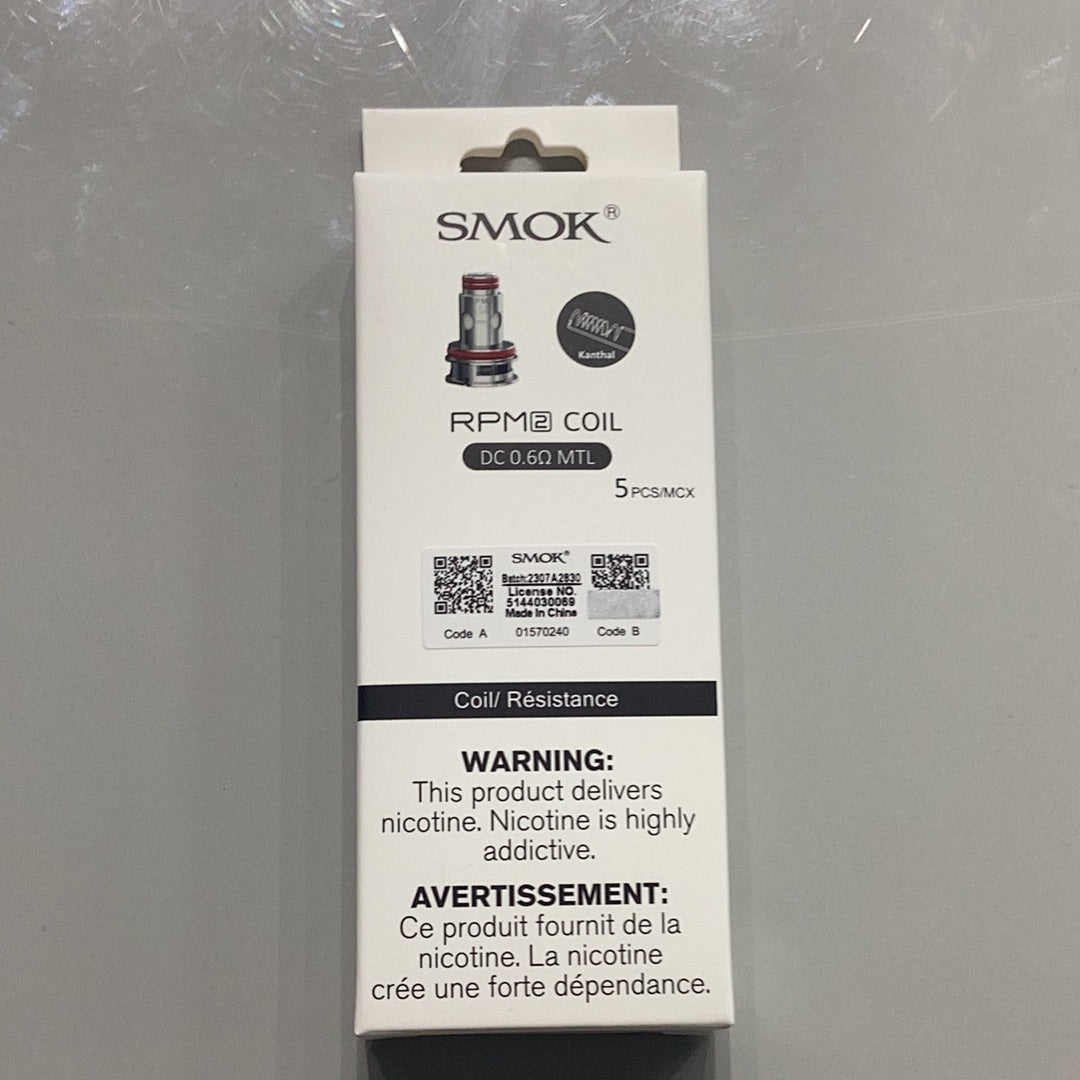 SMOK®
Kanthal
RPM2 COIL
DC 0.6Ω MTL
5 PCS/MCX
SMOK®
Batch:2307A2830
License NO.
5144030069
Made In China
Code A 01570240 Code B
Coil/ Résistance
WARNING:
This product delivers
nicotine. Nicotine is highly
addictive.
AVERTISSEMENT:
Ce produit fournit de la
nicotine. La nicotine
crée une forte dépendance.